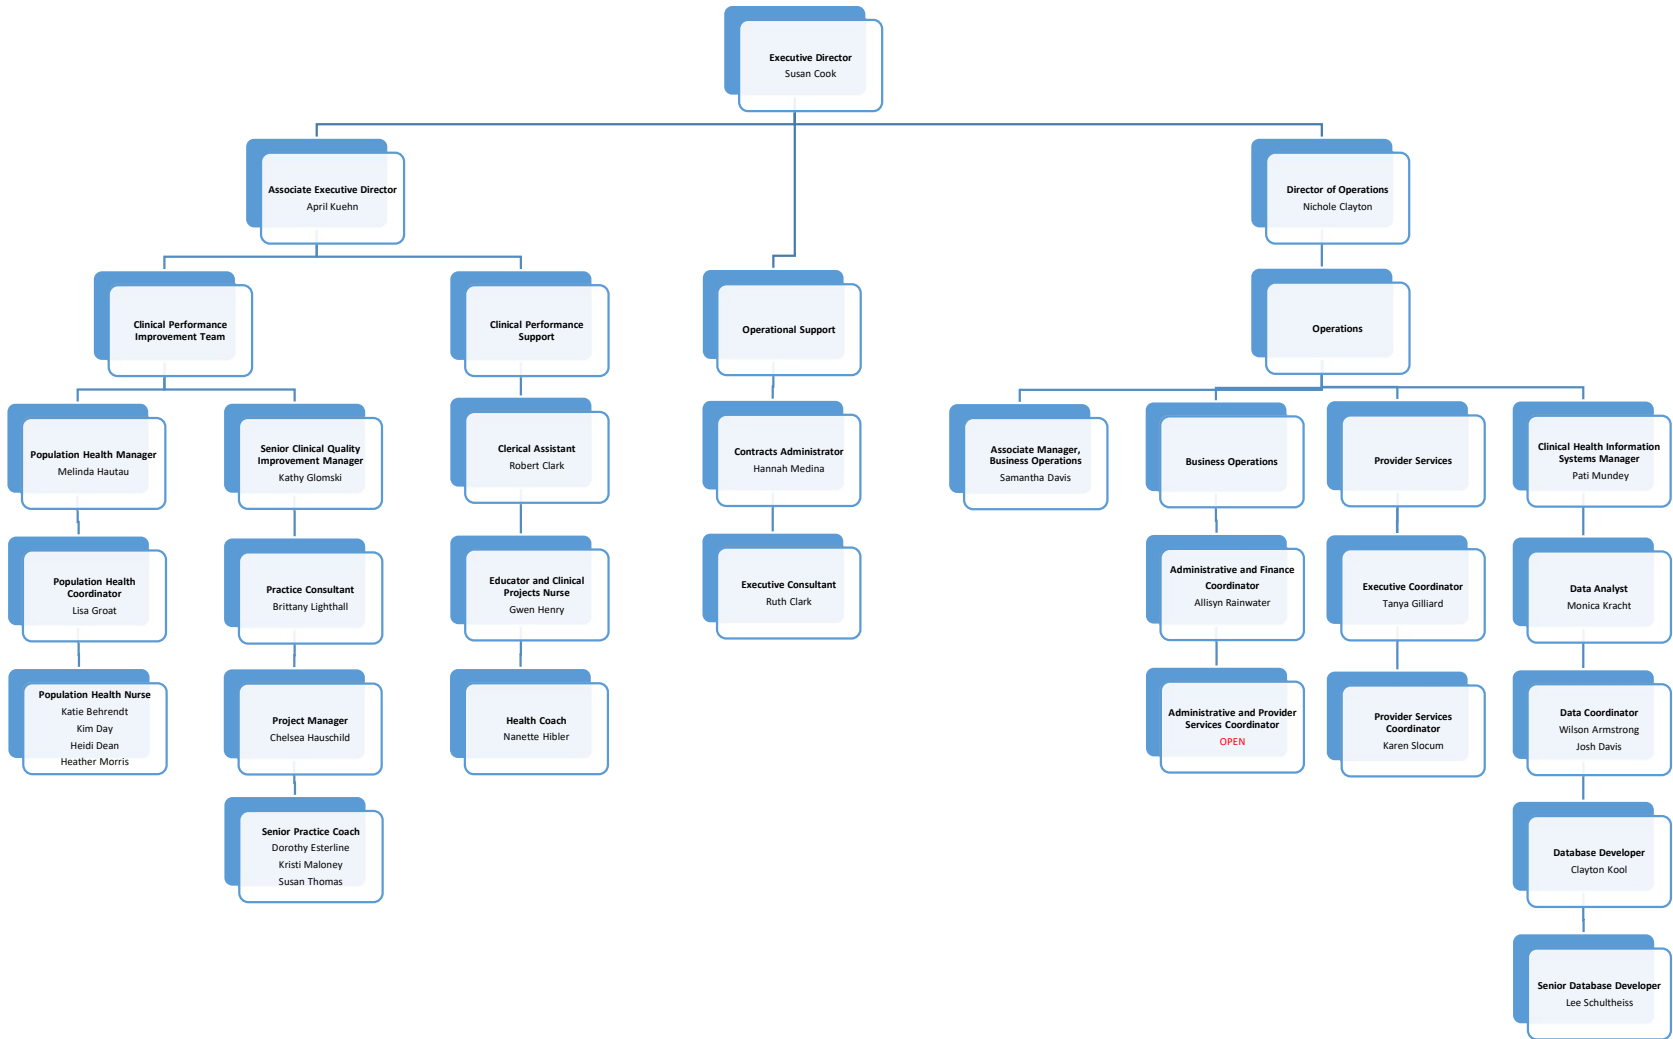 Executive Director
Susan Cook
Associate Executive Director
April Kuehn
Director of Operations
Nichole Clayton
Clinical Performance
Improvement Team
Clinical Performance
Support
Operational Support
Operations
Population Health Manager
Melinda Hautau
Senior Clinical Quality
Improvement Manager
Kathy Glomski
Clerical Assistant
Robert Clark
Contracts Administrator
Hannah Medina
Associate Manager,
Business Operations
Samantha Davis
Business Operations
Provider Services
Clinical Health Information
Systems Manager
Pati Mundey
Population Health
Coordinator
Lisa Groat
Practice Consultant
Brittany Lighthall
Educator and Clinical
Projects Nurse
Gwen Henry
Executive Consultant
Ruth Clark
Administrative and Finance
Coordinator
Allisyn Rainwater
Executive Coordinator
Tanya Gilliard
Data Analyst
Monica Kracht
Population Health Nurse
Katie Behrendt
Kim Day
Heidi Dean
Heather Morris
Project Manager
Chelsea Hauschild
Health Coach
Nanette Hibler
Administrative and Provider
Services Coordinator
OPEN
Provider Services
Coordinator
Karen Slocum
Data Coordinator
Wilson Armstrong
Josh Davis
Senior Practice Coach
Dorothy Esterline
Kristi Maloney
Susan Thomas
Database Developer
Clayton Kool
Senior Database Developer
Lee Schultheiss